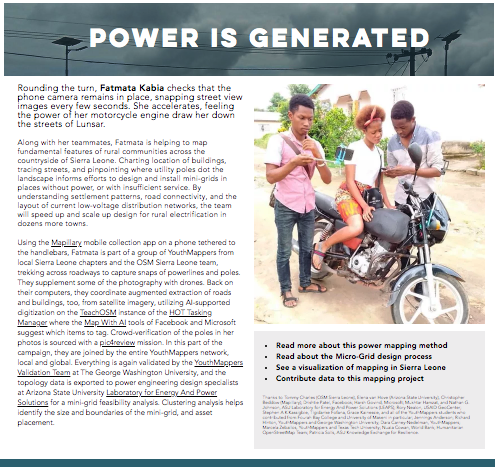 POWER IS GENERATED
Rounding the turn, Fatmata Kabia checks that the
phone camera remains in place, snapping street view
images every few seconds. She accelerates, feeling
the power of her motorcycle engine draw her down
the streets of Lunsar.
Along with her teammates, Fatmata is helping to map
fundamental features of rural communities across the
countryside of Sierra Leone. Charting location of buildings,
tracing streets, and pinpointing where utility poles dot the
landscape informs efforts to design and install mini-grids in
places without power, or with insufficient service. By
understanding settlement patterns, road connectivity, and the
layout of current low-voltage distribution networks, the team
will speed up and scale up design for rural electrification in
dozens more towns.
Using the Mapillary mobile collection app on a phone tethered to
the handlebars, Fatmata is part of a group of YouthMappers from
local Sierra Leone chapters and the OSM Sierra Leone team,
trekking across roadways to capture snaps of powerlines and poles.
They supplement some of the photography with drones. Back on
their computers, they coordinate augmented extraction of roads
and buildings, too, from satellite imagery, utilizing AI-supported
digitization on the TeachOSM instance of the HOT Tasking
Manager where the Map With AI tools of Facebook and Microsoft
suggest which items to tag. Crowd-verification of the poles in her
photos is sourced with a pic4review mission. In this part of the
campaign, they are joined by the entire YouthMappers network,
local and global. Everything is again validated by the YouthMappers
Validation Team at The George Washington University, and the
topology data is exported to power engineering design specialists
at Arizona State University Laboratory for Energy And Power
Solutions for a mini-grid feasibility analysis. Clustering analysis helps
identify the size and boundaries of the mini-grid, and asset
placement.
• Read more about this power mapping method
• Read about the Micro-Grid design process
• See a visualization of mapping in Sierra Leone
• Contribute data to this mapping project
Thanks to: Tommy Charles (OSM Sierra Leone), Elena van Hove (Arizona State University), Christopher